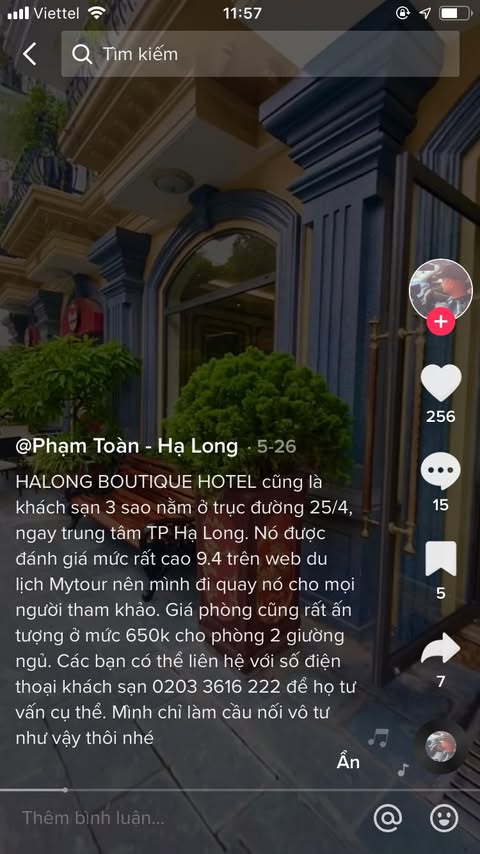 Viettel
11:57
Tìm kiếm
256
@Phạm Toàn - Hạ Long · 5-26
HALONG BOUTIQUE HOTEL cũng là
khách sạn 3 sao nằm ở trục đường 25/4,
ngay trung tâm TP Hạ Long. Nó được
đánh giá mức rất cao 9.4 trên web du
lịch Mytour nên mình đi quay nó cho mọi
người tham khảo. Giá phòng cũng rất ấn
tượng ở mức 650k cho phòng 2 giường
ngủ. Các bạn có thể liên hệ với số điện
thoại khách sạn 0203 3616 222 để họ tư
vấn cụ thể. Mình chỉ làm cầu nối vô tư
như vậy thôi nhé
Ẩn
15
5
7
Thêm bình luận...